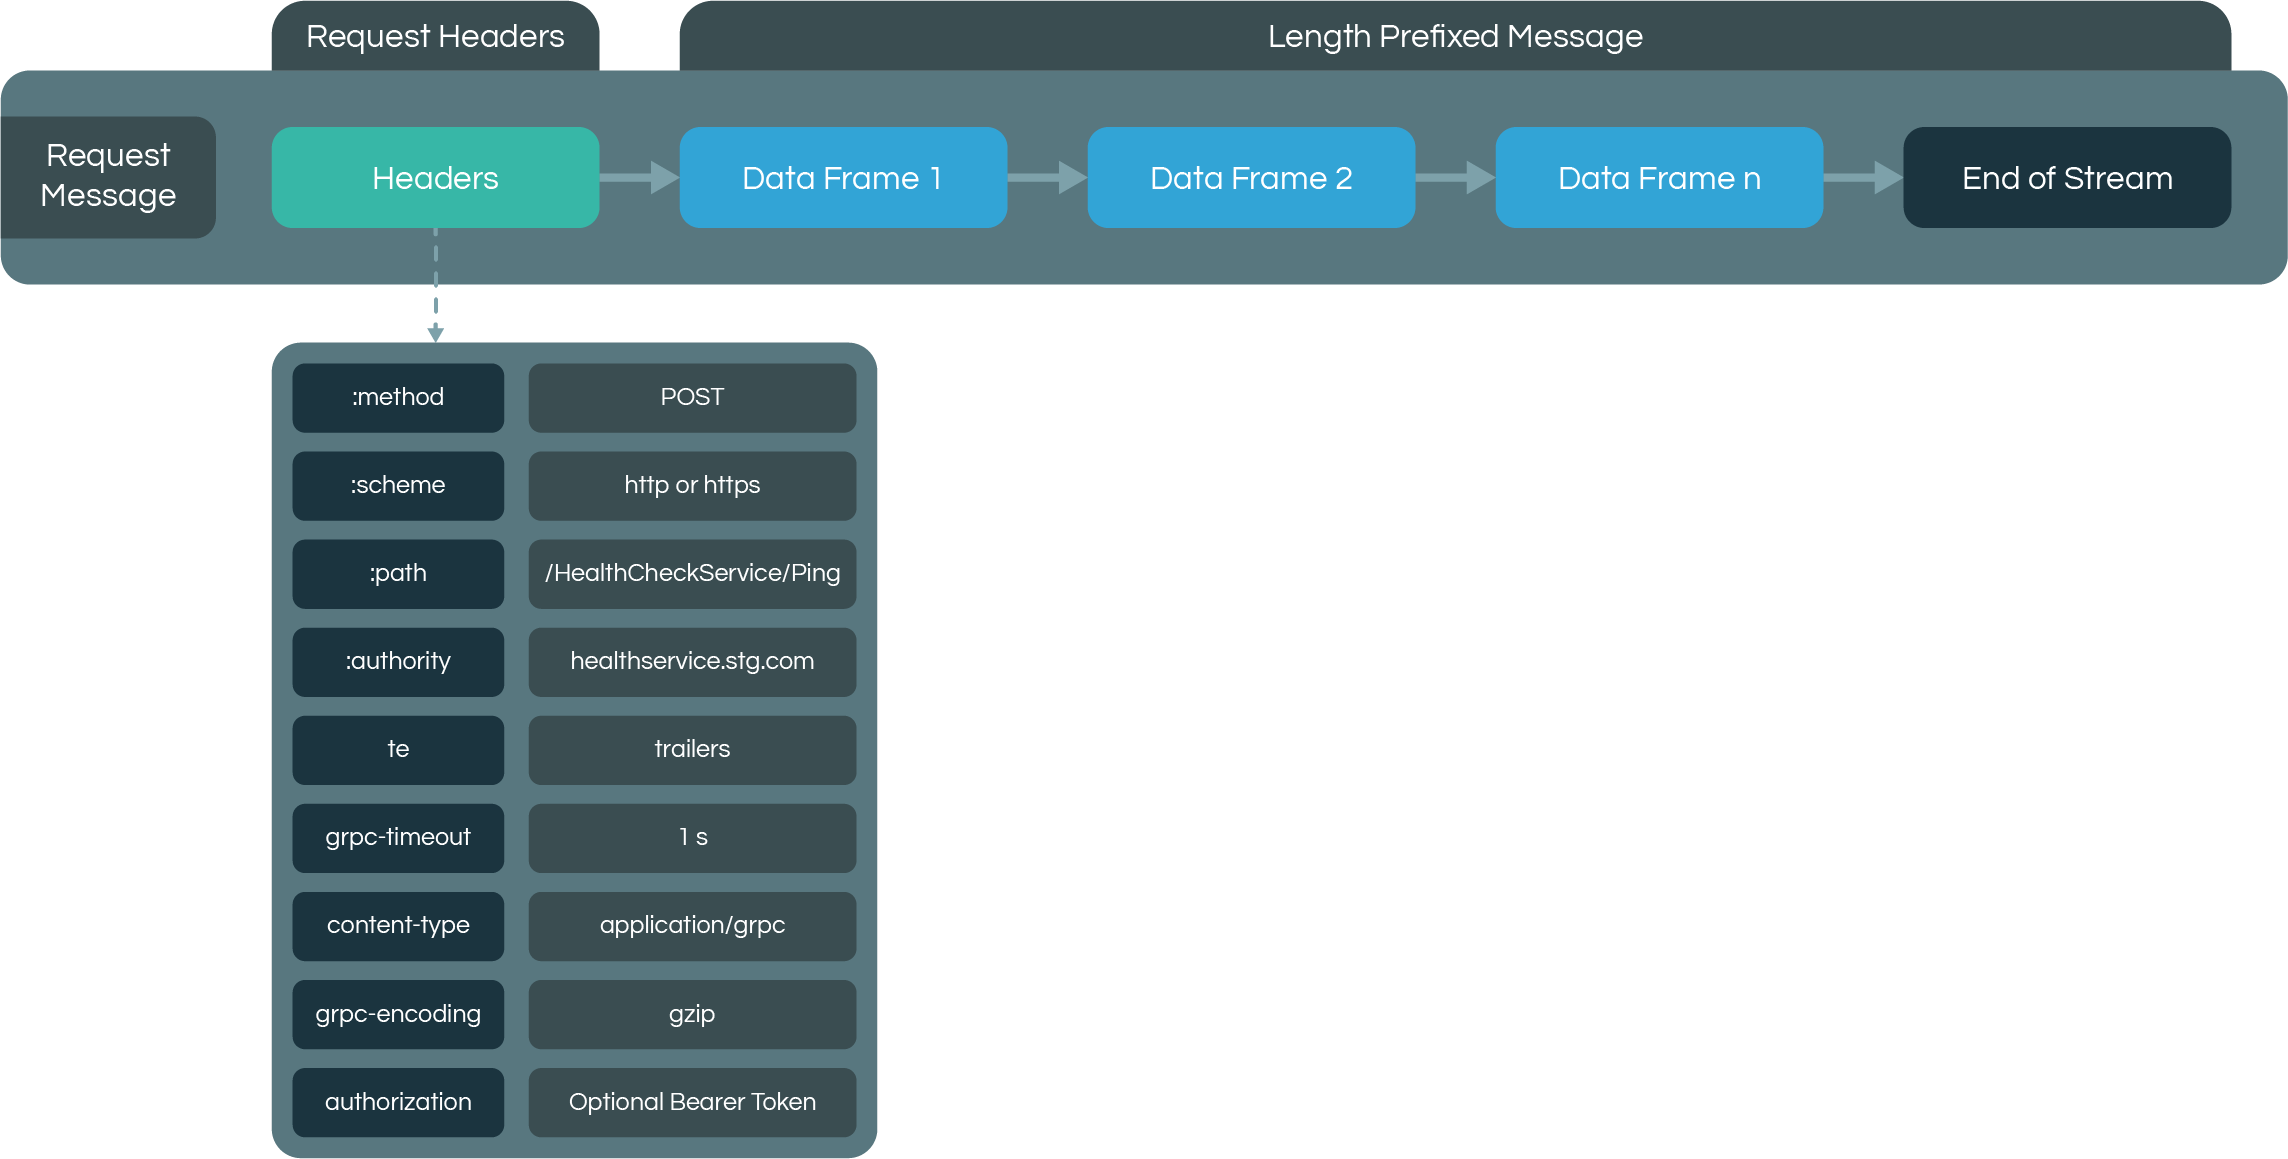 Request Headers
Length Prefixed Message
Request
Message
Headers
Data Frame 1
Data Frame 2
Data Frame n
End of Stream
:method
POST
:scheme
http or https
:path
/HealthCheckService/Ping
:authority
healthservice.stg.com
te
trailers
grpc-timeout
1 s
content-type
application/grpc
grpc-encoding
gzip
authorization
Optional Bearer Token